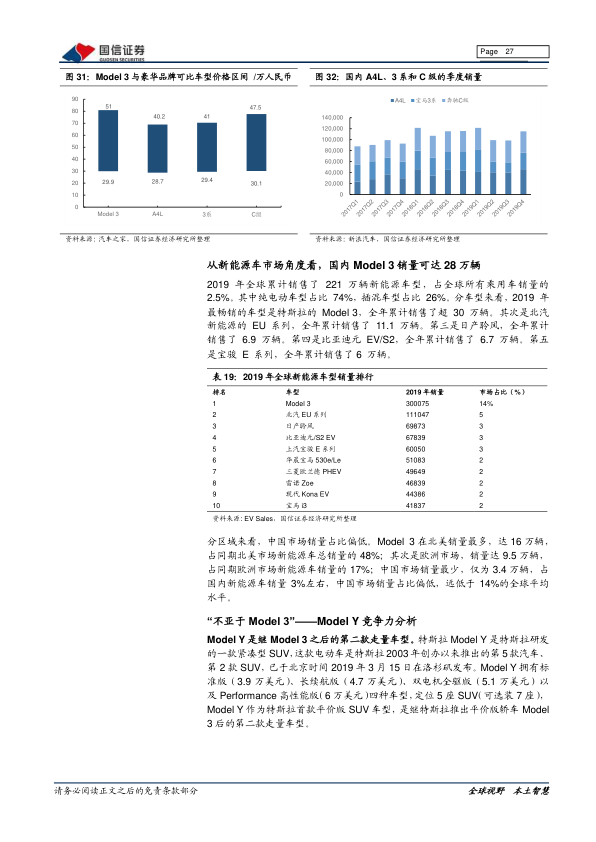 国信证券
GUOSEN SECURITIES
Page 27
图 31：Model 3 与豪华品牌可比车型价格区间 /万人民币
90
80
70
60
50
40
30
20
10
0
51
40.2
41
47.5
29.9
28.7
29.4
30.1
Model 3
A4L
3系
C级
资料来源：汽车之家，国信证券经济研究所整理
图 32：国内 A4L、3 系和 C 级的季度销量
A4L 宝马3系 奔驰C级
140,000
120,000
100,000
80,000
60,000
40,000
20,000
0
2017Q1
2017Q2
2017Q3
2017Q4
2018Q1
2018Q2
2018Q3
2018Q4
2019Q1
2019Q2
2019Q3
2019Q4
资料来源：新浪汽车，国信证券经济研究所整理
从新能源车市场角度看，国内 Model 3 销量可达 28 万辆
2019 年全球累计销售了 221 万辆新能源车型，占全球所有乘用车销量的
2.5%。其中纯电动车型占比 74%，插混车型占比 26%。分车型来看，2019 年
最畅销的车型是特斯拉的 Model 3，全年累计销售了超 30 万辆。其次是北汽
新能源的 EU 系列，全年累计销售了 11.1 万辆。第三是日产聆风，全年累计
销售了 6.9 万辆。第四是比亚迪元 EV/S2，全年累计销售了 6.7 万辆。第五
是宝骏 E 系列，全年累计销售了 6 万辆。
表 19：2019 年全球新能源车型销量排行
排名 车型 2019 年销量 市场占比（%）
1 Model 3 300075 14%
2 北汽 EU 系列 111047 5
3 日产聆风 69873 3
4 比亚迪元/S2 EV 67839 3
5 上汽宝骏 E 系列 60050 3
6 华晨宝马 530e/Le 51083 2
7 三菱欧兰德 PHEV 49649 2
8 雷诺 Zoe 46839 2
9 现代 Kona EV 44386 2
10 宝马 i3 41837 2
资料来源：EV Sales，国信证券经济研究所整理
分区域来看，中国市场销量占比偏低。Model 3 在北美销量最多，达 16 万辆，
占同期北美市场新能源车总销量的 48%；其次是欧洲市场，销量达 9.5 万辆，
占同期欧洲市场新能源车销量的 17%；中国市场销量最少，仅为 3.4 万辆，占
国内新能源车销量 3%左右，中国市场销量占比偏低，远低于 14%的全球平均
水平。
“不亚于 Model 3”——Model Y 竞争力分析
Model Y 是继 Model 3 之后的第二款走量车型。特斯拉 Model Y 是特斯拉研发
的一款紧凑型 SUV，这款电动车是特斯拉 2003 年创办以来推出的第 5 款汽车、
第 2 款 SUV，已于北京时间 2019 年 3 月 15 日在洛杉矶发布。Model Y 拥有标
准版（3.9 万美元）、长续航版（4.7 万美元）、双电机全驱版（5.1 万美元）以
及 Performance 高性能版（6 万美元）四种车型，定位 5 座 SUV（可选装 7 座），
Model Y 作为特斯拉首款平价版 SUV 车型，是继特斯拉推出平价版轿车 Model
3 后的第二款走量车型。
请务必阅读正文之后的免责条款部分
全球视野 本土智慧